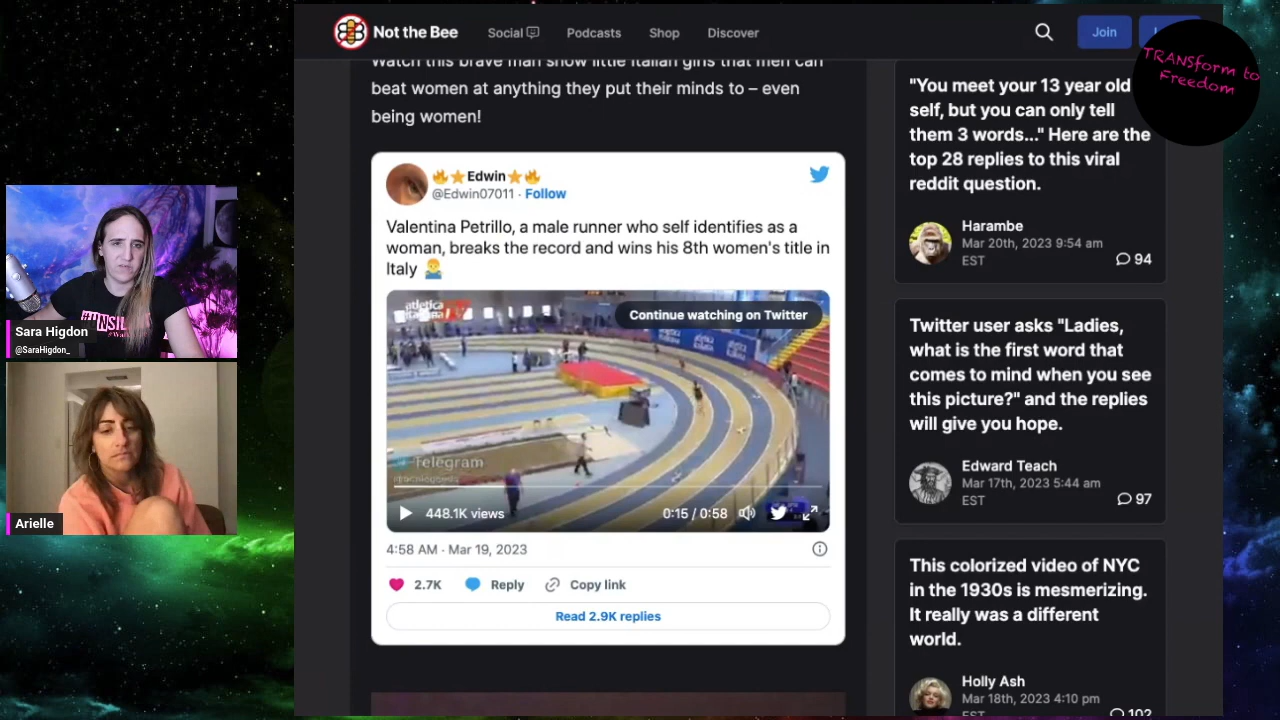 Not the Bee
Social
Podcasts
Shop
Discover
Join
TRANSform to
Freedom
Watch this brave man show little Italian girls that men can
beat women at anything they put their minds to – even
being women!
Edwin
@Edwin07011 · Follow
Valentina Petrillo, a male runner who self identifies as a
woman, breaks the record and wins his 8th women's title in
Italy
atletica
italiana
Continue watching on Twitter
Telegram
448.1K views
0:15 / 0:58
4:58 AM · Mar 19, 2023
2.7K
Reply
Copy link
Read 2.9K replies
"You meet your 13 year old
self, but you can only tell
them 3 words..." Here are the
top 28 replies to this viral
reddit question.
Harambe
Mar 20th, 2023 9:54 am
EST
94
Twitter user asks "Ladies,
what is the first word that
comes to mind when you see
this picture?" and the replies
will give you hope.
Edward Teach
Mar 17th, 2023 5:44 am
EST
97
This colorized video of NYC
in the 1930s is mesmerizing.
It really was a different
world.
Holly Ash
Mar 18th, 2023 4:10 pm
EST
102
Sara Higdon
@SaraHigdon_
Arielle